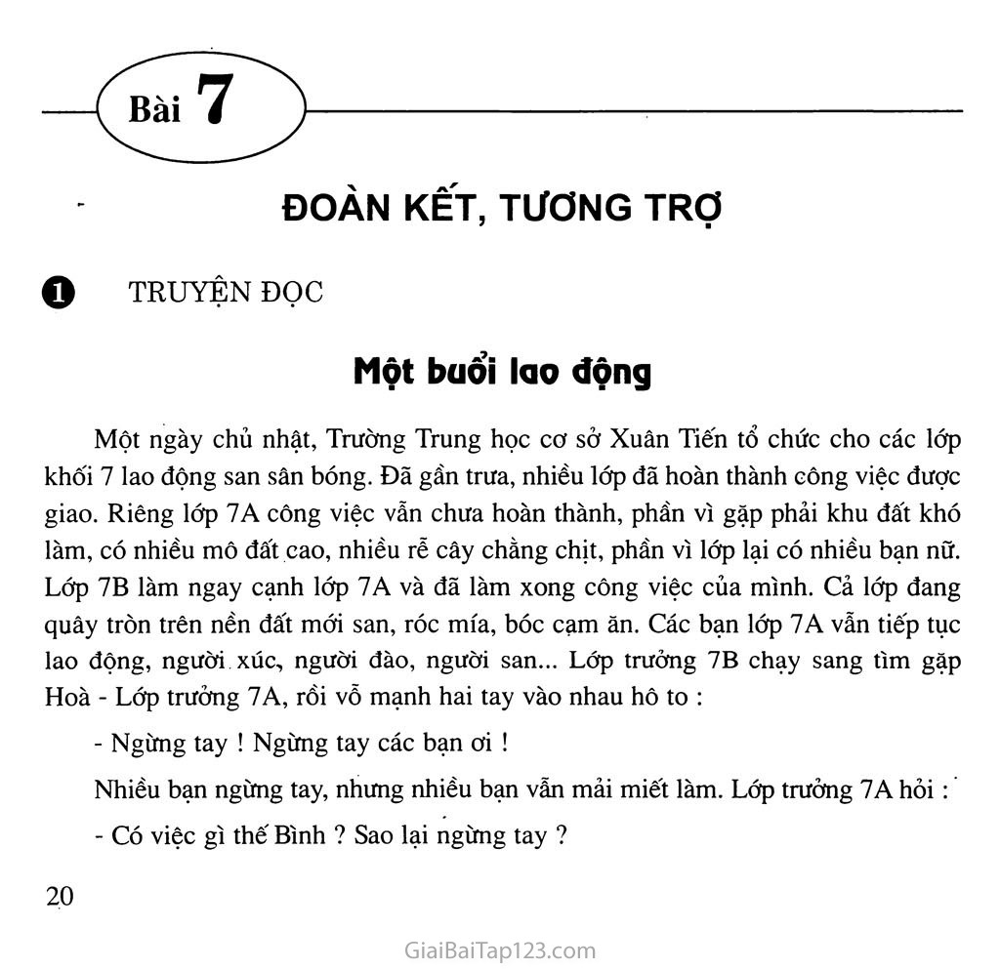 Bài 7
ĐOÀN KẾT, TƯƠNG TRỢ
1 TRUYỆN ĐỌC
Một buổi lao động
Một ngày chủ nhật, Trường Trung học cơ sở Xuân Tiến tổ chức cho các lớp
khối 7 lao động san sân bóng. Đã gần trưa, nhiều lớp đã hoàn thành công việc được
giao. Riêng lớp 7A công việc vẫn chưa hoàn thành, phần vì gặp phải khu đất khó
làm, có nhiều mô đất cao, nhiều rễ cây chằng chịt, phần vì lớp lại có nhiều bạn nữ.
Lớp 7B làm ngay cạnh lớp 7A và đã làm xong công việc của mình. Cả lớp đang
quây tròn trên nền đất mới san, róc mía, bóc cam ăn. Các bạn lớp 7A vẫn tiếp tục
lao động, người xúc, người đào, người san... Lớp trưởng 7B chạy sang tìm gặp
Hoà - Lớp trưởng 7A, rồi vỗ mạnh hai tay vào nhau hô to :
- Ngừng tay ! Ngừng tay các bạn ơi !
Nhiều bạn ngừng tay, nhưng nhiều bạn vẫn mải miết làm. Lớp trưởng 7A hỏi :
- Có việc gì thế Bình ? Sao lại ngừng tay ?
20
GiaiBaiTap123.com